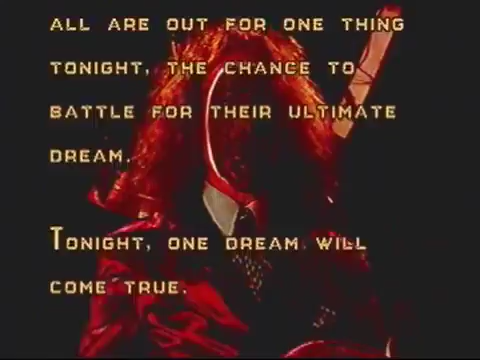 ALL ARE OUT FOR ONE THING
TONIGHT, THE CHANCE TO
BATTLE FOR THEIR ULTIMATE
DREAM.
TONIGHT, ONE DREAM WILL
COME TRUE.